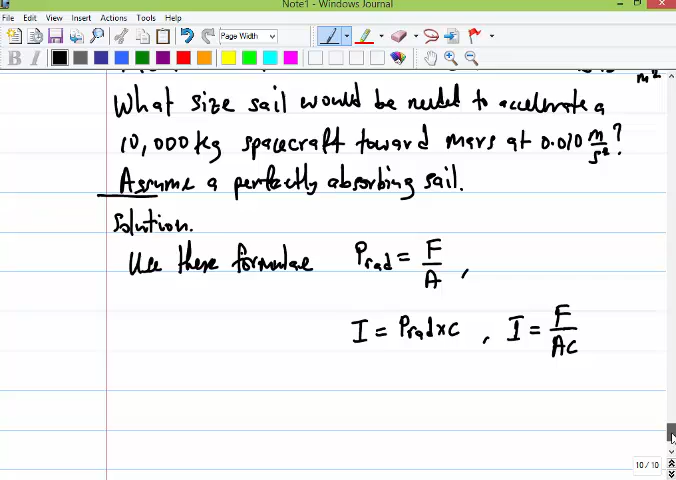 Note1 - Windows Journal
File Edit View Insert Actions Tools Help
Page Width
B I
m²
What size sail would be needed to accelerate a
10,000 kg spacecraft toward mars at 0.010 m/s²?
Assume a perfectly absorbing sail.
Solution.
Use these formulae Prad = F/A ,
I = Prad × c , I = F/Ac
10 / 10